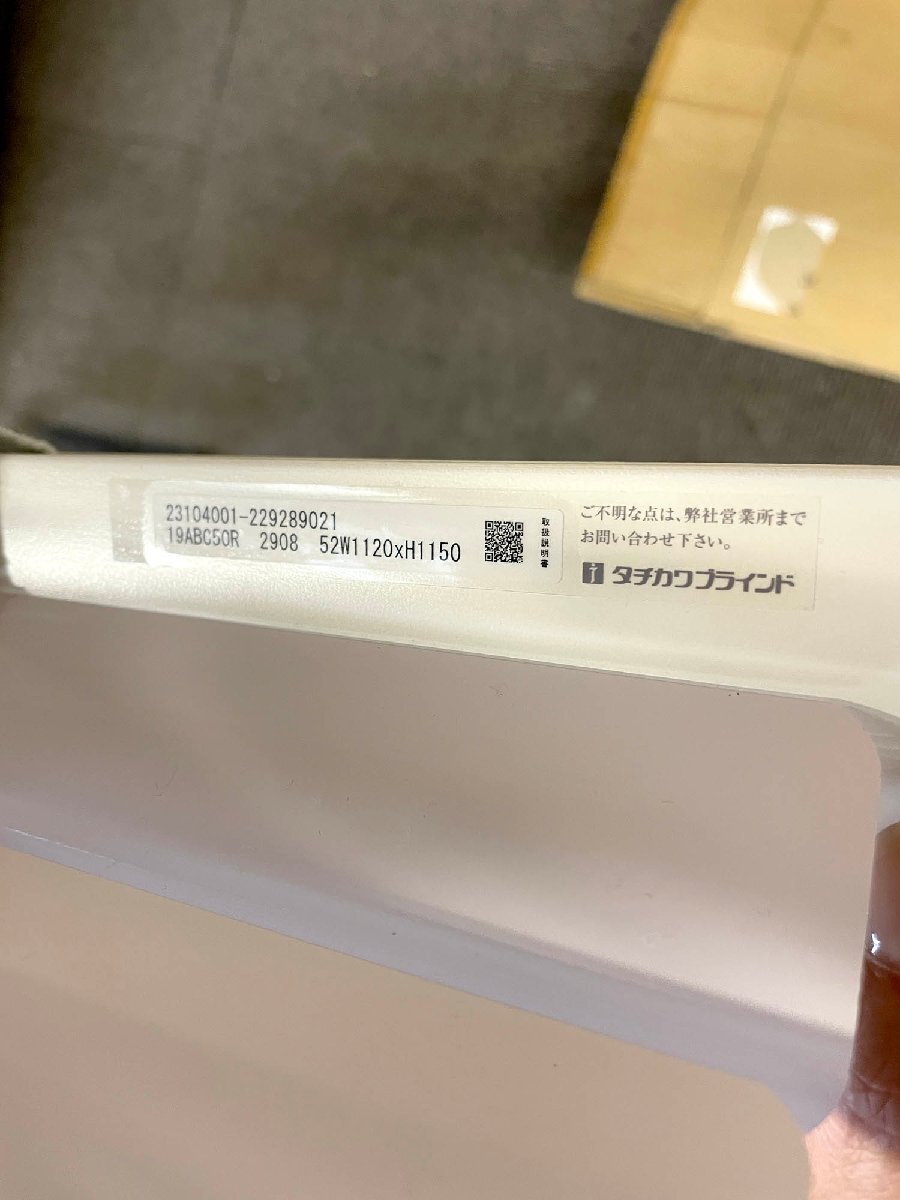 23104001-229289021
19ABC50R 2908 52W1120xH1150
取扱説明書
ご不明な点は、弊社営業所まで
お問い合わせ下さい。
タチカワブラインド